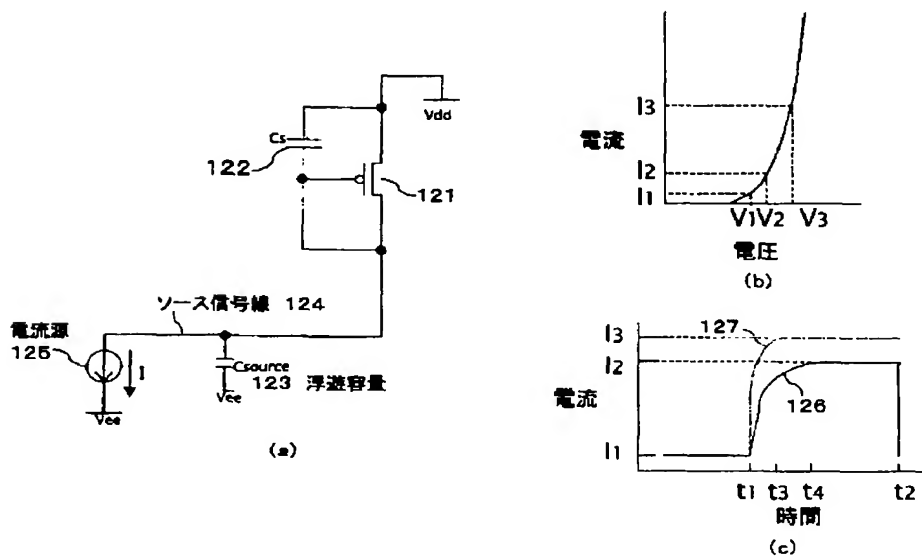 Cs
122
Vdd
121
ソース信号線 124
電流源
125
I
Csource
123 浮遊容量
Vee
Vee
(a)
I3
電流
I2
I1
V1 V2 V3
電圧
(b)
I3
127
I2
電流
126
I1
t1 t3 t4 t2
時間
(c)